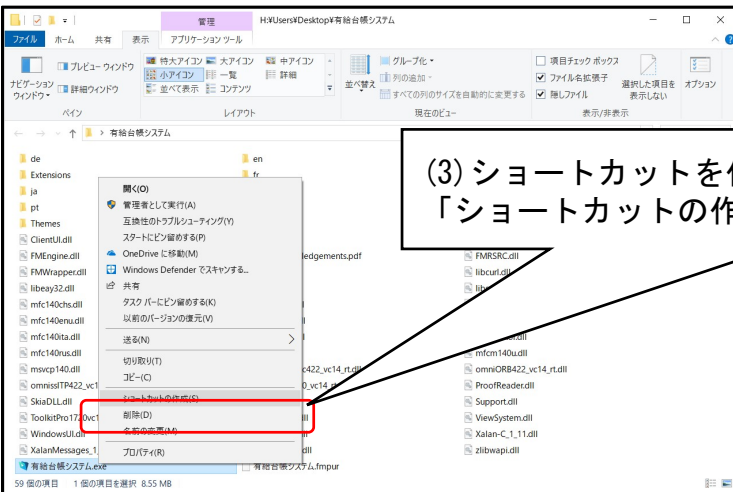 管理
H:¥Users¥Desktop¥有給台帳システム
ファイル ホーム 共有 表示 アプリケーション ツール
ナビゲーション ウィンドウ▾
プレビュー ウィンドウ
詳細ウィンドウ
特大アイコン 大アイコン 中アイコン
小アイコン 一覧 詳細
並べて表示 コンテンツ
並べ替え
グループ化▾
列の追加▾
すべての列のサイズを自動的に変更する
項目チェック ボックス
ファイル名拡張子
隠しファイル
選択した項目を
表示しない
オプション
ペイン レイアウト 現在のビュー 表示/非表示
有給台帳システム
(3)ショートカットを
「ショートカットの作
de
Extensions
ja
pt
Themes
ClientUI.dll
FMEngine.dll
FMWrapper.dll
libeay32.dll
mfc140chs.dll
mfc140enu.dll
mfc140ita.dll
mfc140rus.dll
msvcp140.dll
omnissITP422_vc1
SkiaDLL.dll
ToolkitPro1720vc1
WindowsUI.dll
XalanMessages_1
有給台帳システム.exe
開く(O)
管理者として実行(A)
互換性のトラブルシューティング(Y)
スタートにピン留めする(P)
OneDrive に移動(M)
Windows Defender でスキャンする...
共有
タスク バーにピン留めする(K)
以前のバージョンの復元(V)
送る(N)
切り取り(T)
コピー(C)
ショートカットの作成(S)
削除(D)
名前の変更(M)
プロパティ(R)
en
fr
ledgements.pdf
c422_vc14_rt.dll
有給台帳システム.fmpur
FMRSRC.dll
libcurl.dll
mfcm140u.dll
omniORB422_vc14_rt.dll
ProofReader.dll
Support.dll
ViewSystem.dll
Xalan-C_1_11.dll
zlibwapi.dll
59 個の項目 1 個の項目を選択 8.55 MB